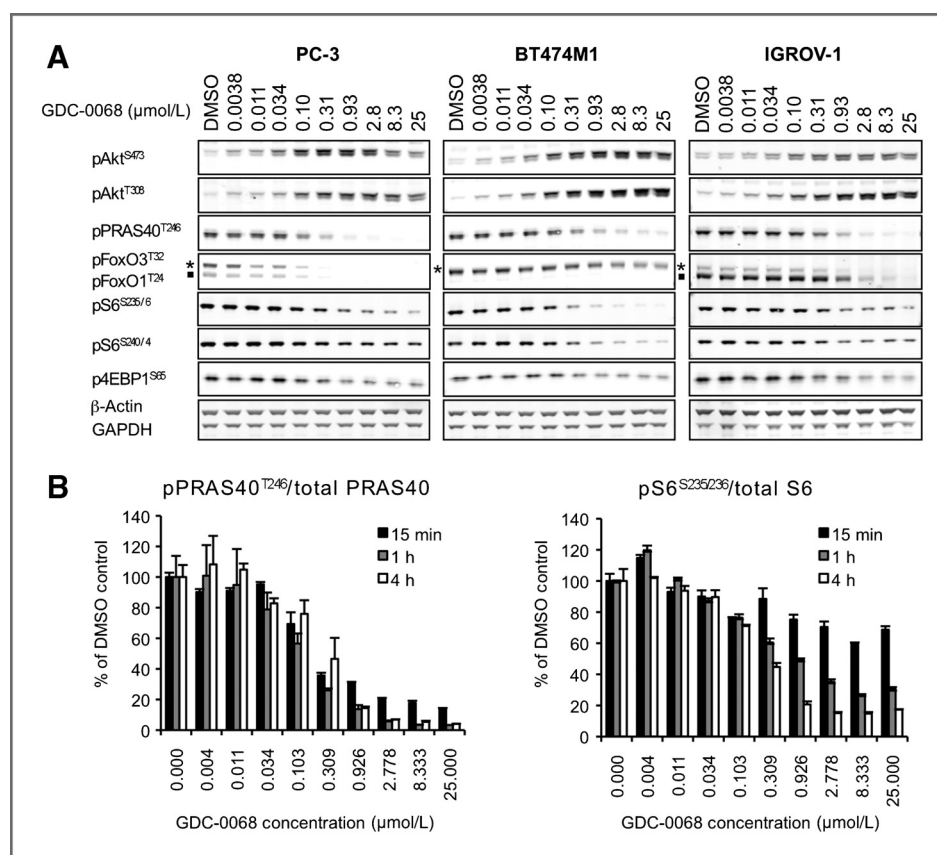 A
PC-3 BT474M1 IGROV-1
GDC-0068 (µmol/L) DMSO 0.0038 0.011 0.034 0.10 0.31 0.93 2.8 8.3 25 DMSO 0.0038 0.011 0.034 0.10 0.31 0.93 2.8 8.3 25 DMSO 0.0038 0.011 0.034 0.10 0.31 0.93 2.8 8.3 25
pAktS473
pAktT308
pPRAS40T246
pFoxO3T32 * * *
pFoxO1T24 ■ ■
pS6S235/6
pS6S240/4
p4EBP1S65
β-Actin
GAPDH
B
pPRAS40T246/total PRAS40
% of DMSO control
140
120
100
80
60
40
20
0
15 min
1 h
4 h
0.000 0.004 0.011 0.034 0.103 0.309 0.926 2.778 8.333 25.000
GDC-0068 concentration (µmol/L)
pS6S235/236/total S6
% of DMSO control
140
120
100
80
60
40
20
0
15 min
1 h
4 h
0.000 0.004 0.011 0.034 0.103 0.309 0.926 2.778 8.333 25.000
GDC-0068 concentration (µmol/L)